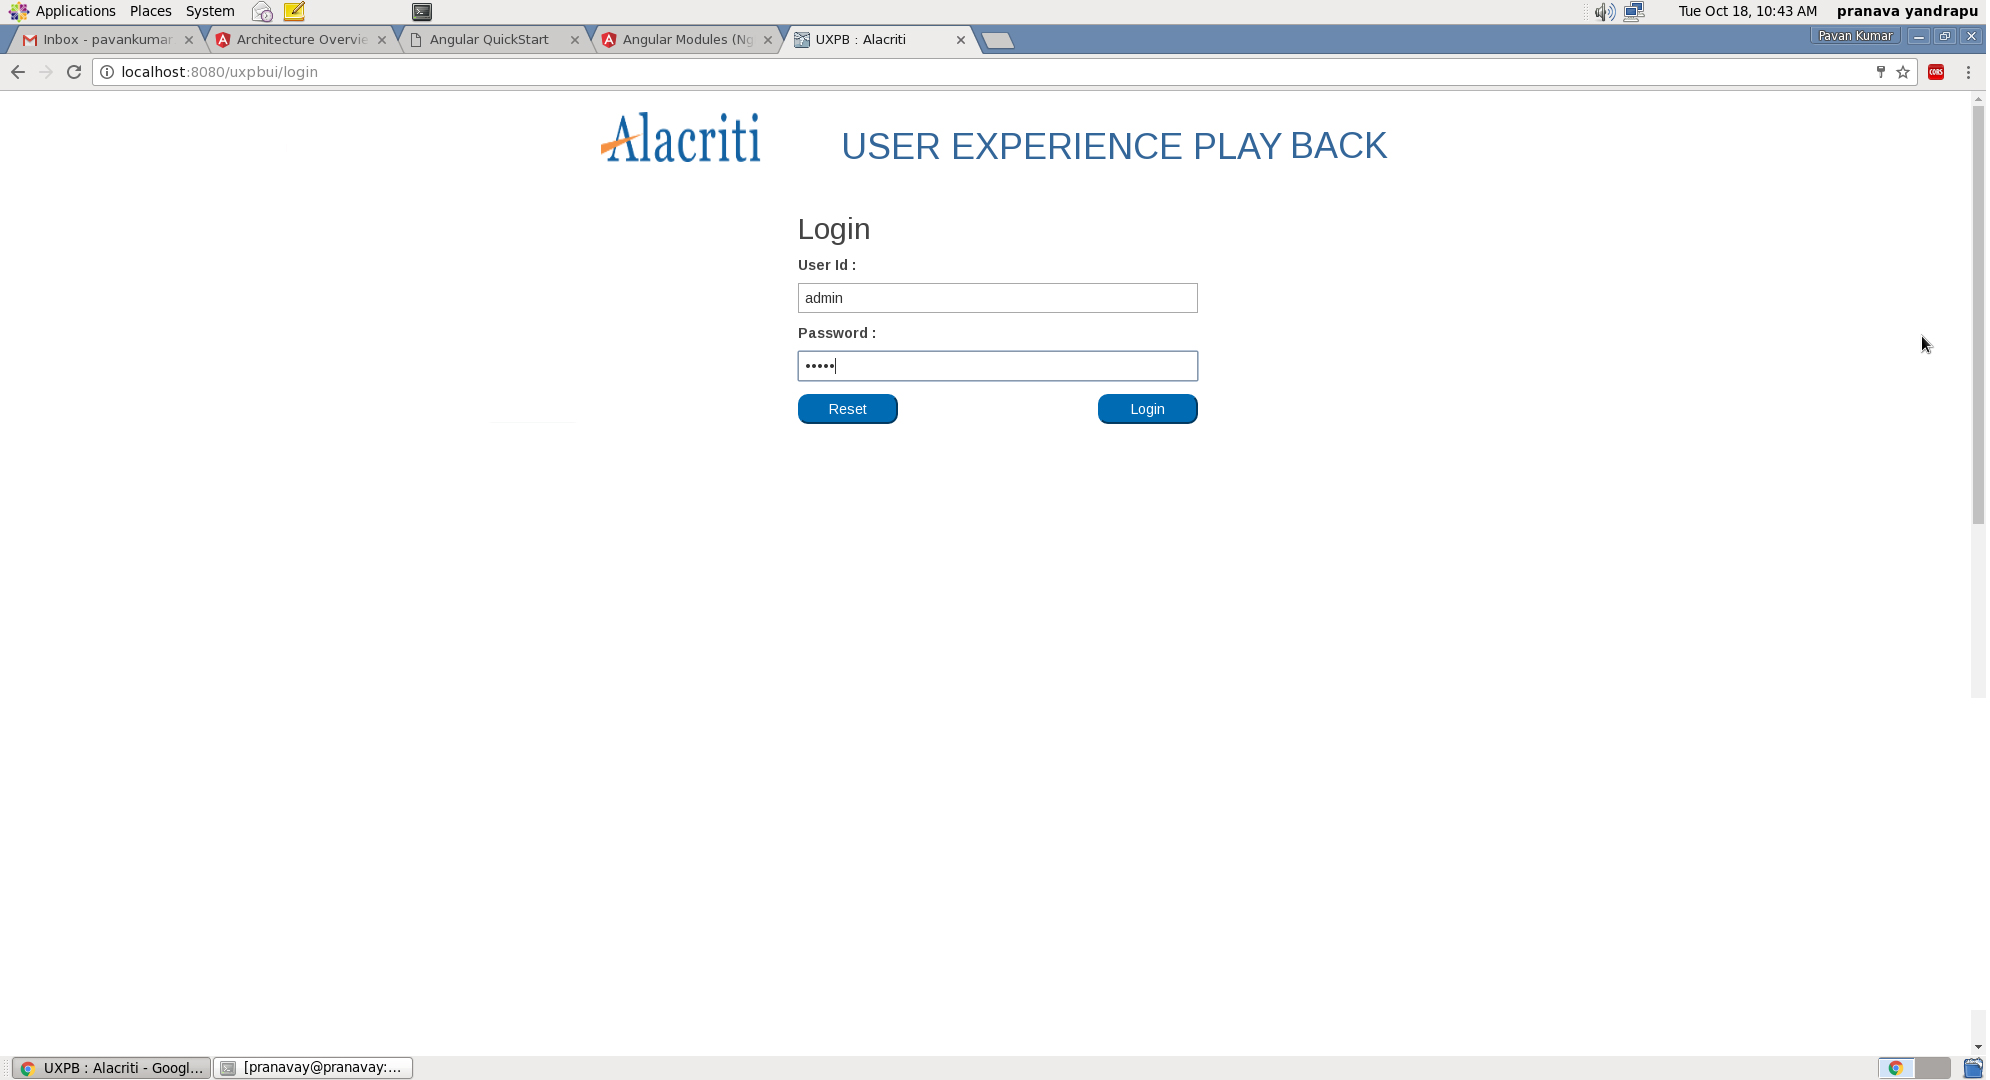 Applications Places System Tue Oct 18, 10:43 AM pranava yandrapu
Inbox - pavankumar Architecture Overvie Angular QuickStart Angular Modules (Ng UXPB : Alacriti Pavan Kumar
localhost:8080/uxpbui/login CORS
Alacriti USER EXPERIENCE PLAY BACK
Login
User Id :
admin
Password :
•••••
Reset Login
UXPB : Alacriti - Googl... [pranavay@pranavay:...